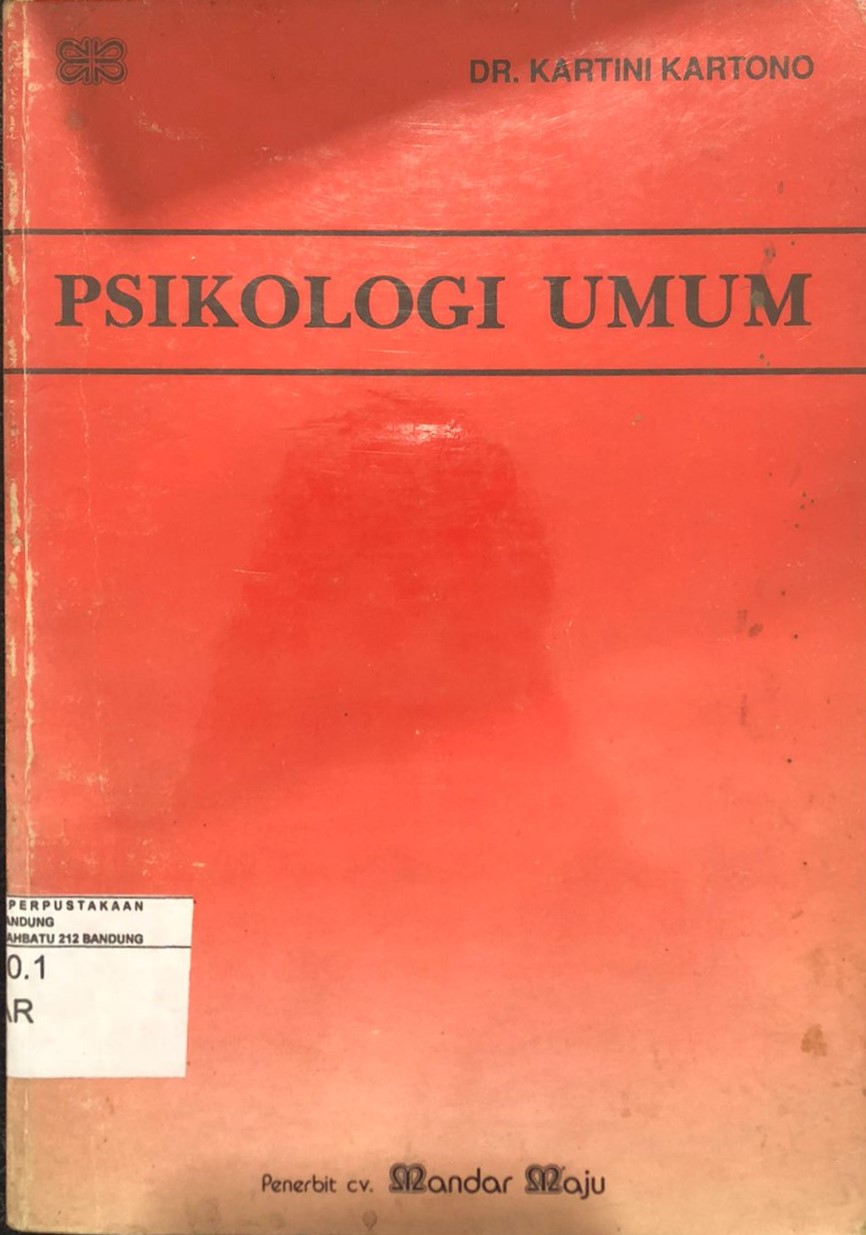 DR. KARTINI KARTONO
PSIKOLOGI UMUM
PERPUSTAKAAN
ANDUNG
AHBATU 212 BANDUNG
0.1
AR
Penerbit cv. Mandar Maju